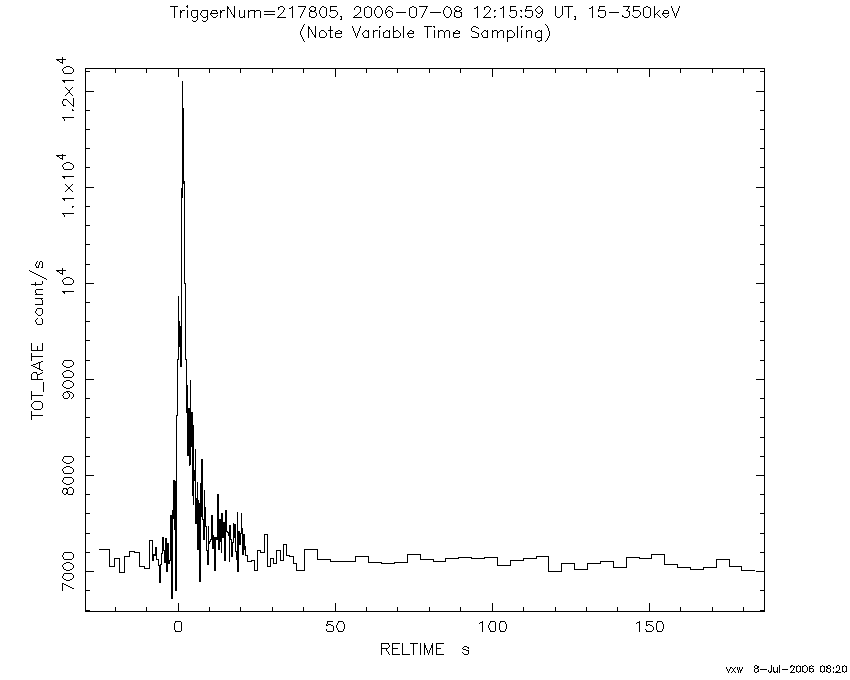 TriggerNum=217805, 2006-07-08 12:15:59 UT, 15-350keV
(Note Variable Time Sampling)
TOT_RATE count/s
1.2×10⁴
1.1×10⁴
10⁴
9000
8000
7000
0 50 100 150
RELTIME s
vxw 8-Jul-2006 08:20